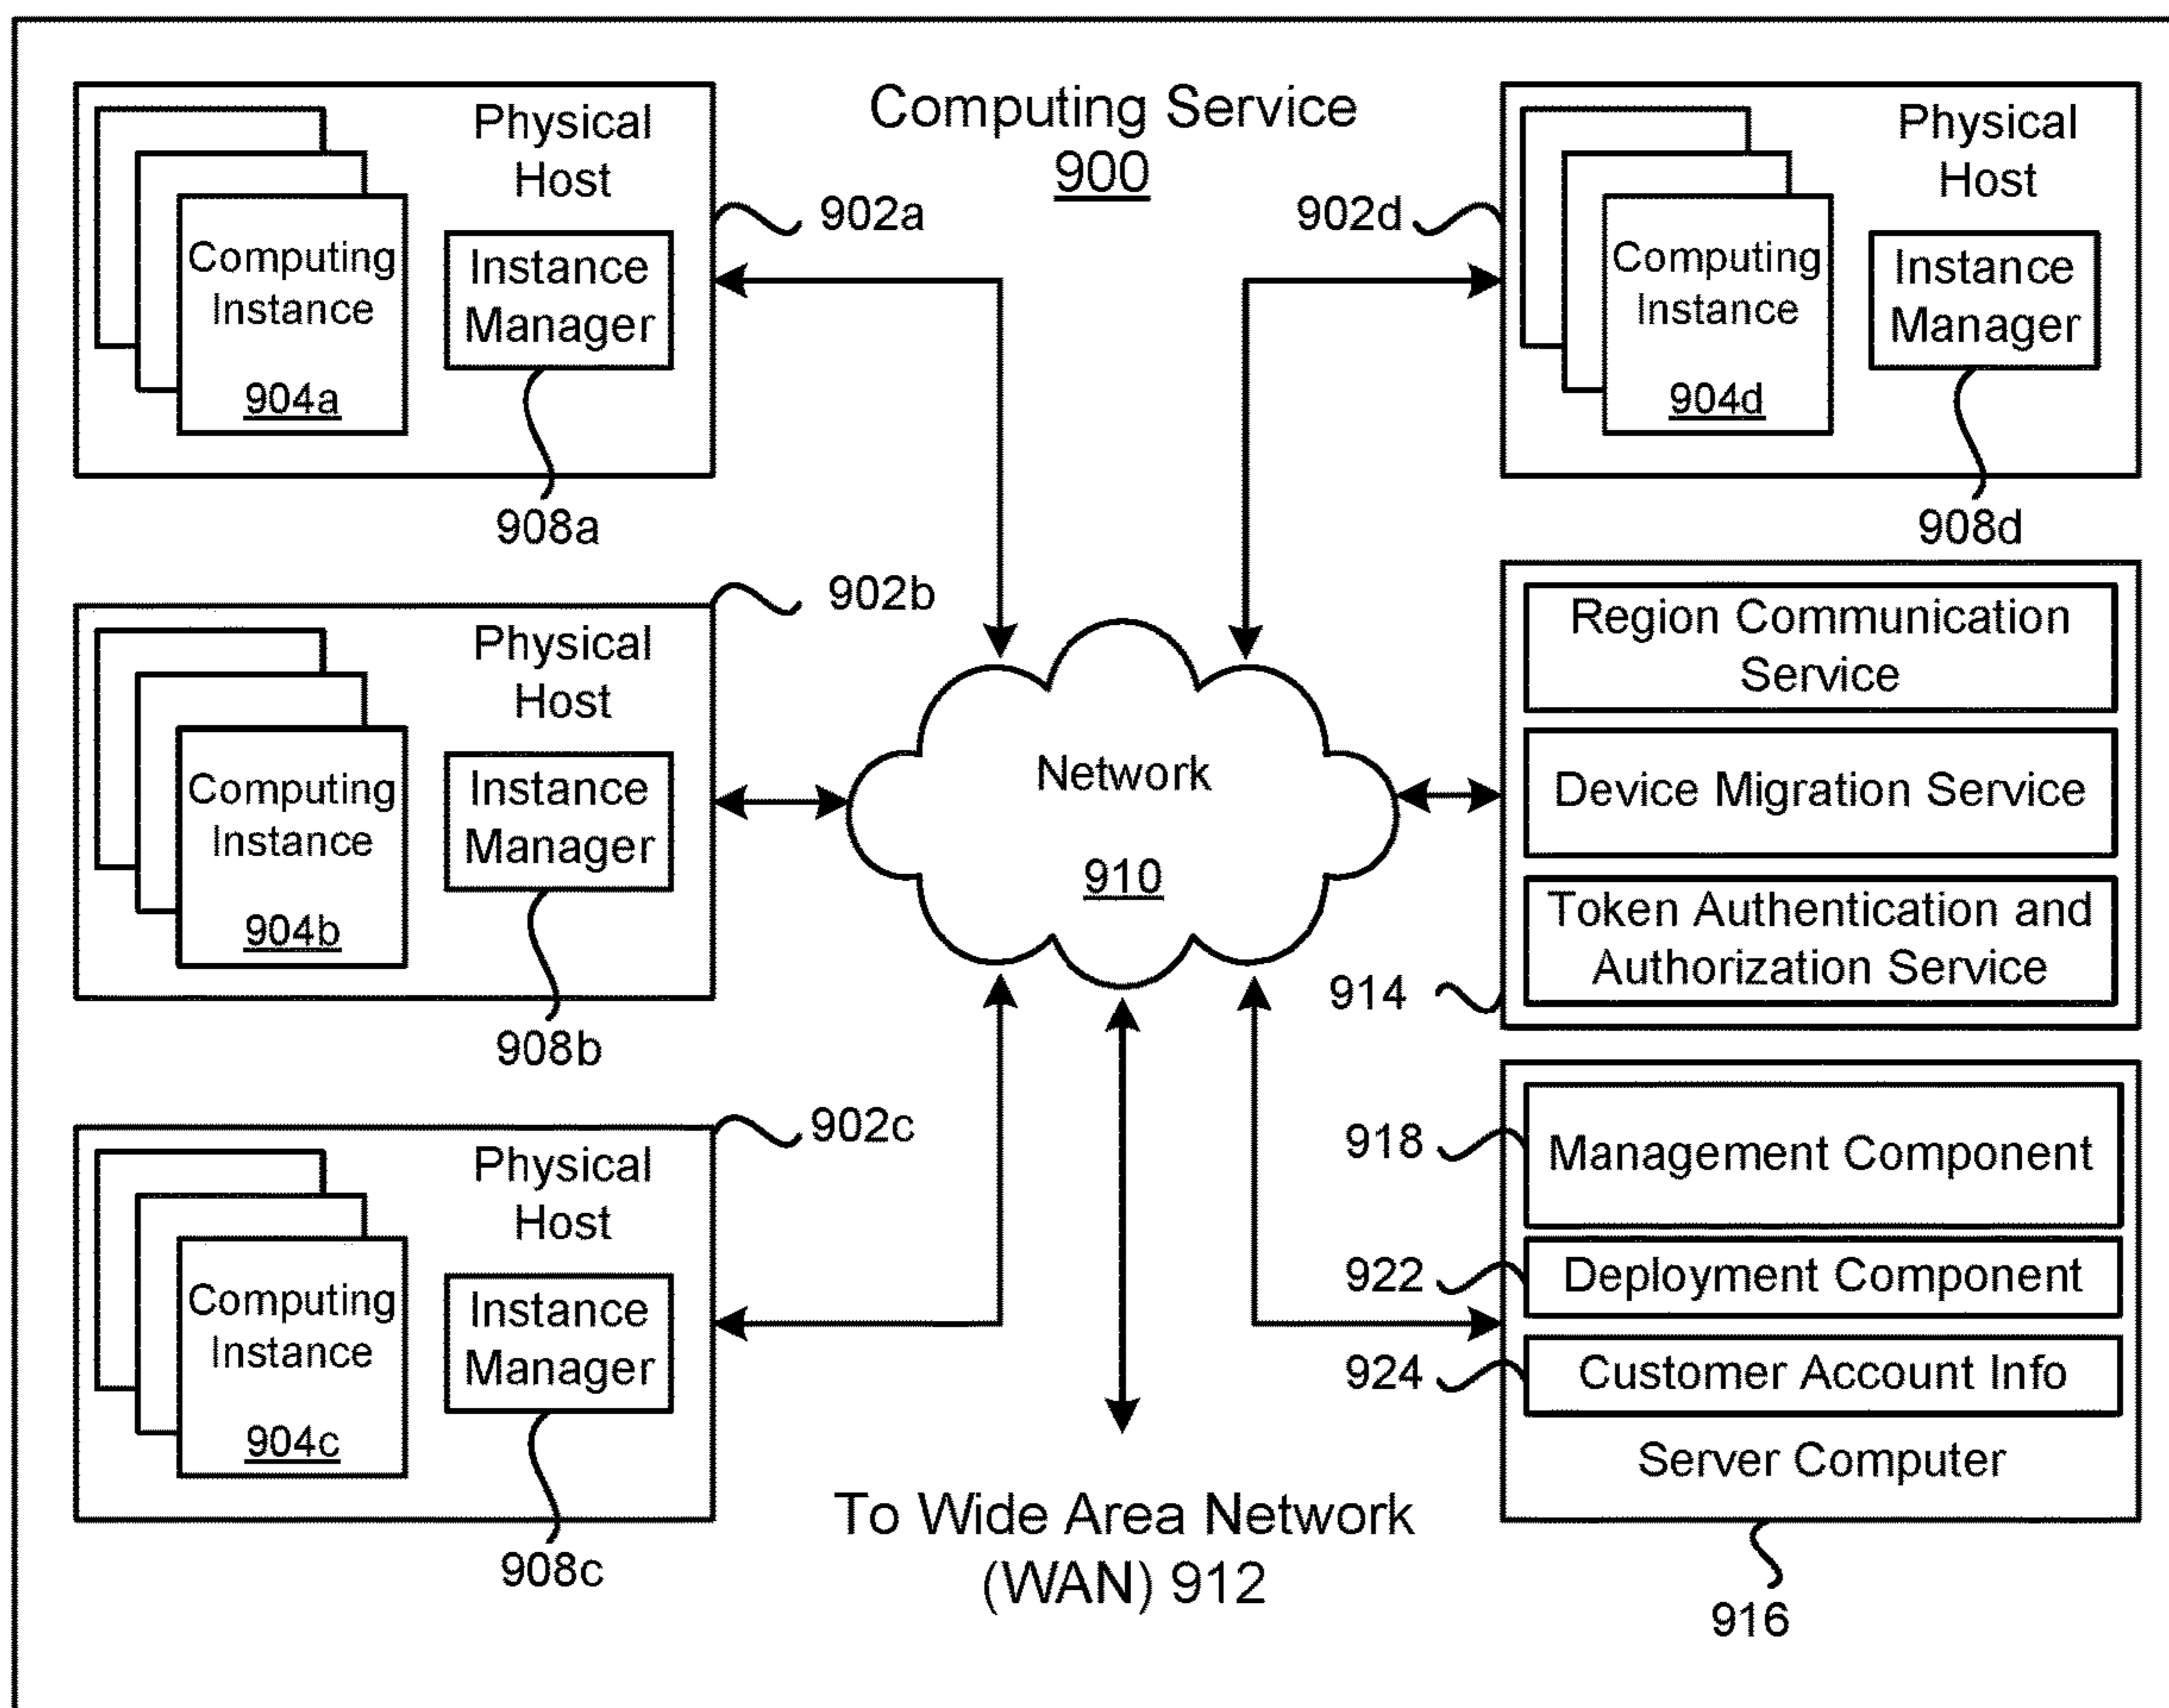 Computing Service
900
Physical
Host
Computing
Instance
904a
Instance
Manager
902a
908a
Physical
Host
Computing
Instance
904b
Instance
Manager
902b
908b
Physical
Host
Computing
Instance
904c
Instance
Manager
902c
908c
Network
910
To Wide Area Network
(WAN) 912
Physical
Host
Computing
Instance
904d
Instance
Manager
902d
908d
Region Communication
Service
Device Migration Service
Token Authentication and
Authorization Service
914
918
Management Component
922
Deployment Component
924
Customer Account Info
Server Computer
916